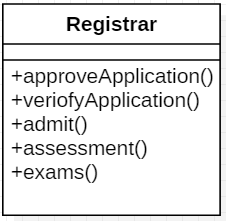 Registrar
+approveApplication()
+veriofyApplication()
+admit()
+assessment()
+exams()